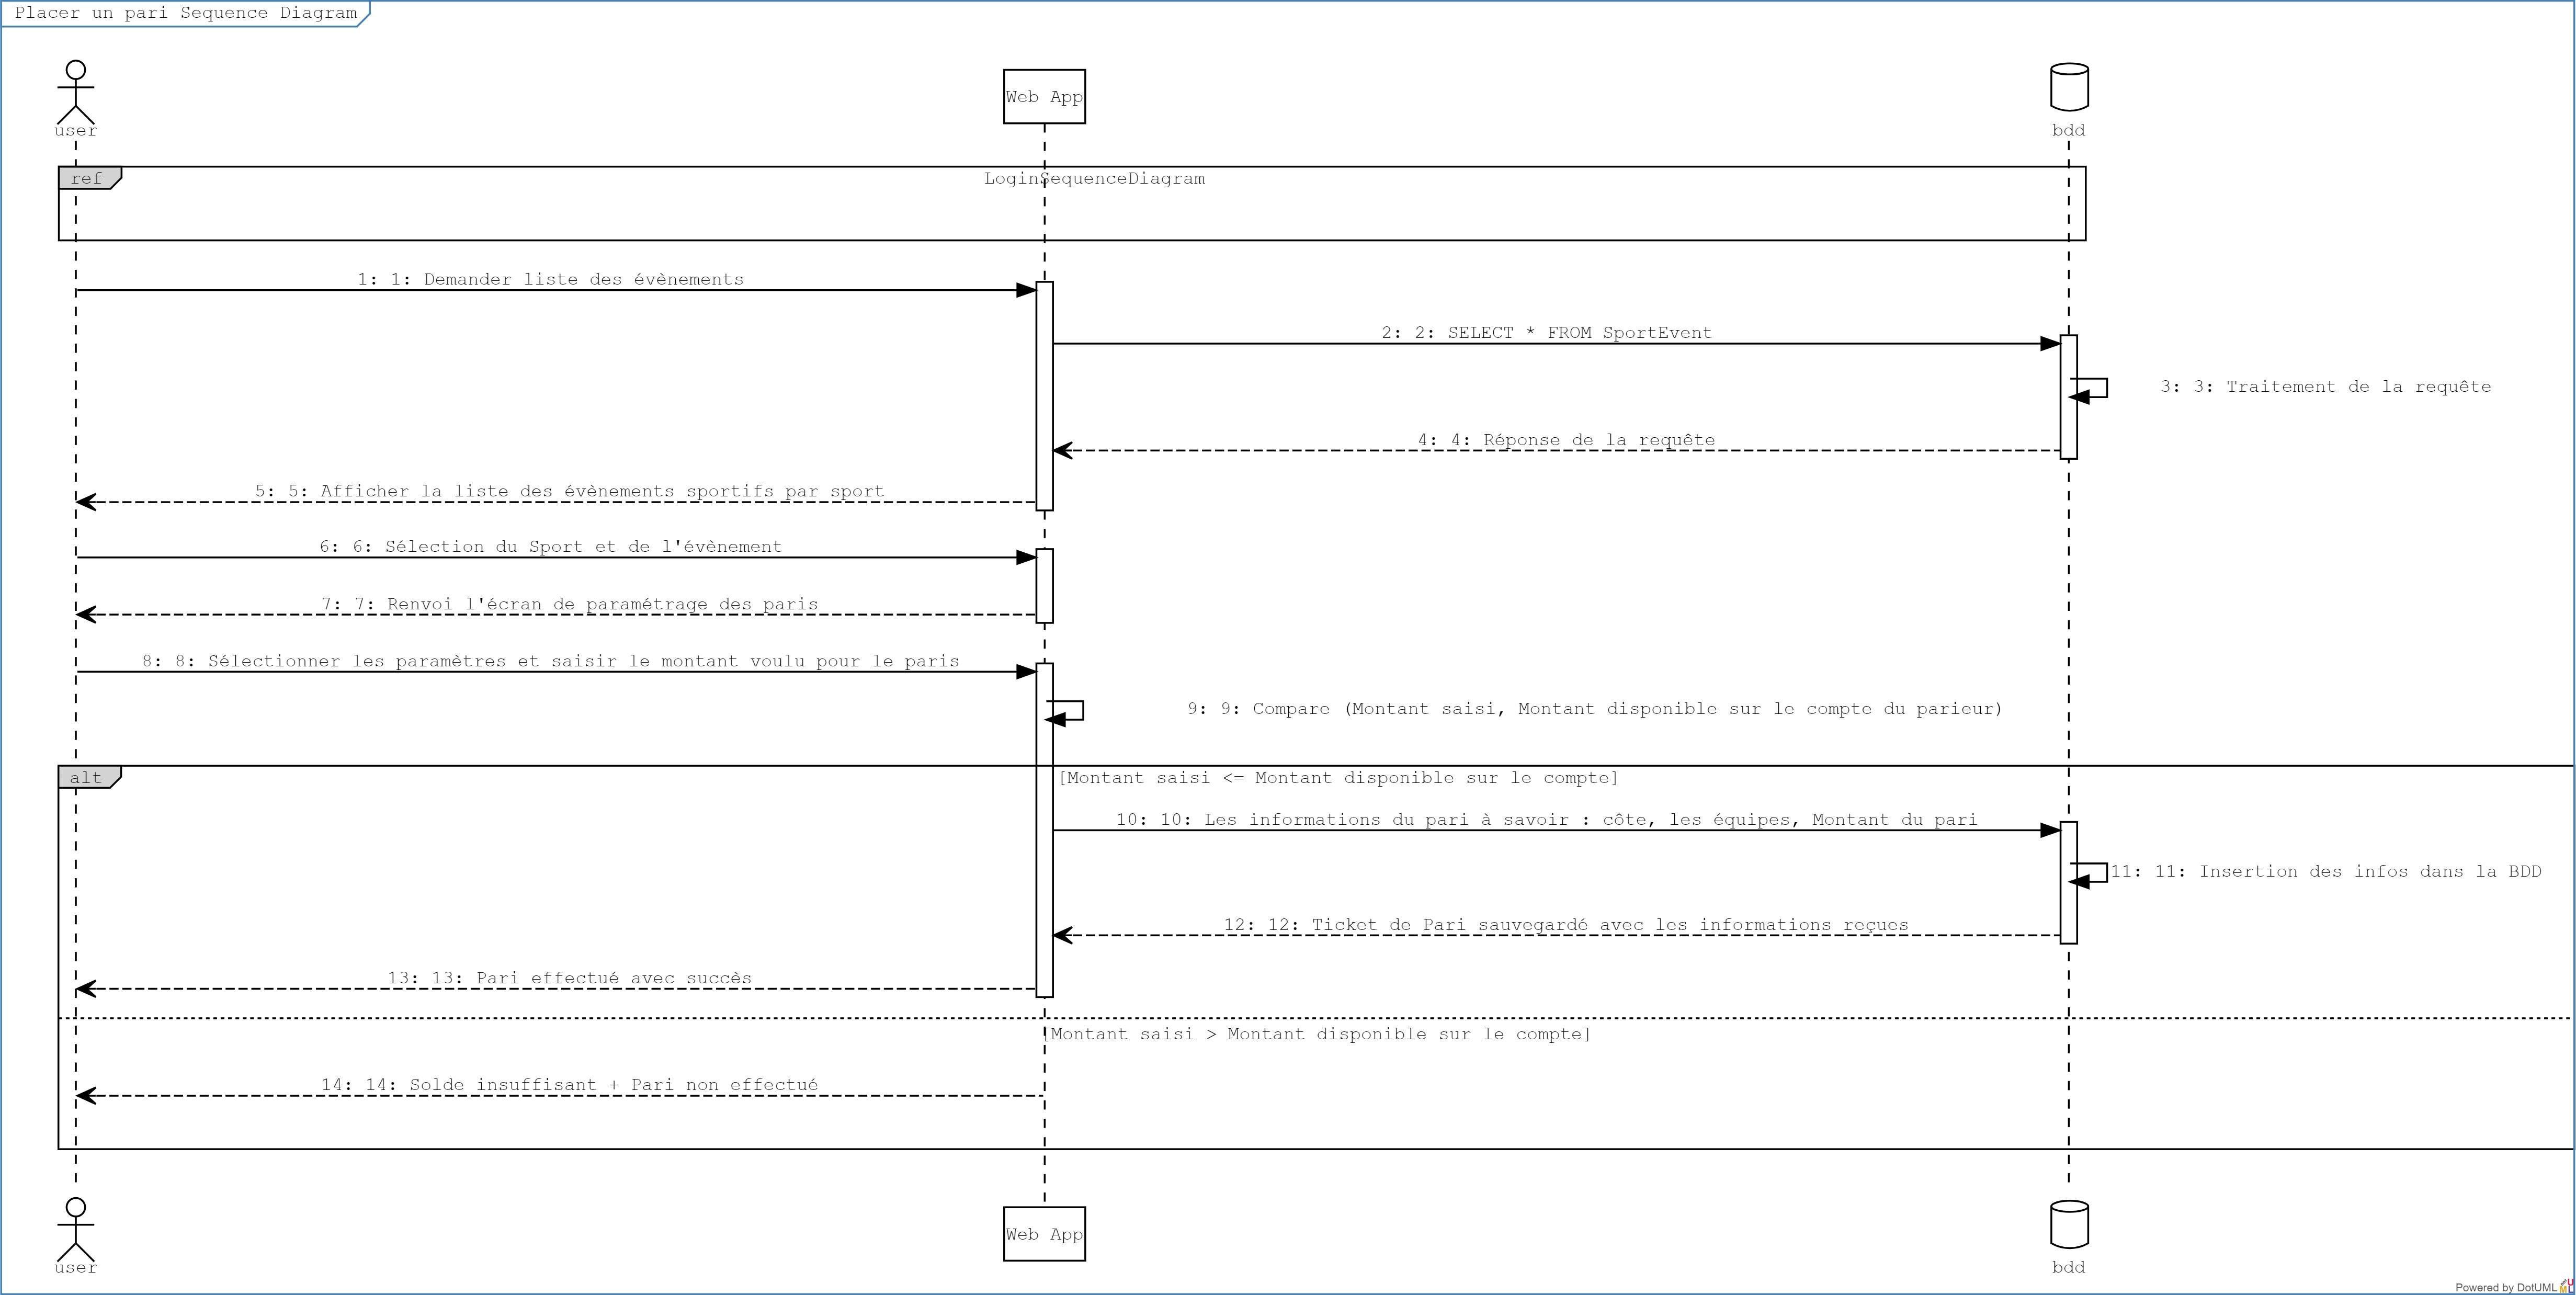 Placer un pari Sequence Diagram
user
Web App
bdd
ref
LoginSequenceDiagram
1: 1: Demander liste des évènements
2: 2: SELECT * FROM SportEvent
3: 3: Traitement de la requête
4: 4: Réponse de la requête
5: 5: Afficher la liste des évènements sportifs par sport
6: 6: Sélection du Sport et de l'évènement
7: 7: Renvoi l'écran de paramétrage des paris
8: 8: Sélectionner les paramètres et saisir le montant voulu pour le paris
9: 9: Compare (Montant saisi, Montant disponible sur le compte du parieur)
alt
[Montant saisi <= Montant disponible sur le compte]
10: 10: Les informations du pari à savoir : côte, les équipes, Montant du pari
11: 11: Insertion des infos dans la BDD
12: 12: Ticket de Pari sauvegardé avec les informations reçues
13: 13: Pari effectué avec succès
[Montant saisi > Montant disponible sur le compte]
14: 14: Solde insuffisant + Pari non effectué
user
Web App
bdd
Powered by DotUML